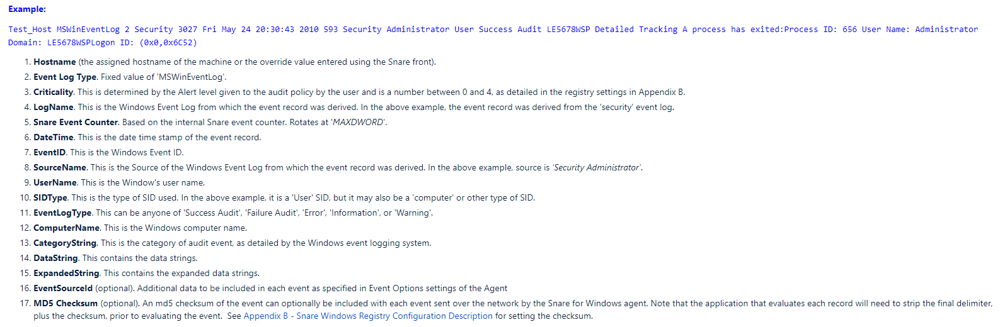 Example:
Test_Host MSWinEventLog 2 Security 3027 Fri May 24 20:30:43 2010 593 Security Administrator User Success Audit LE5678WSP Detailed Tracking A process has exited:Process ID: 656 User Name: Administrator
Domain: LE5678WSPLogon ID: (0x0,0x6C52)
1. Hostname (the assigned hostname of the machine or the override value entered using the Snare front).
2. Event Log Type. Fixed value of 'MSWinEventLog'.
3. Criticality. This is determined by the Alert level given to the audit policy by the user and is a number between 0 and 4, as detailed in the registry settings in Appendix B.
4. LogName. This is the Windows Event Log from which the event record was derived. In the above example, the event record was derived from the 'security' event log.
5. Snare Event Counter. Based on the internal Snare event counter. Rotates at 'MAXDWORD'.
6. DateTime. This is the date time stamp of the event record.
7. EventID. This is the Windows Event ID.
8. SourceName. This is the Source of the Windows Event Log from which the event record was derived. In the above example, source is 'Security Administrator'.
9. UserName. This is the Window's user name.
10. SIDType. This is the type of SID used. In the above example, it is a 'User' SID, but it may also be a 'computer' or other type of SID.
11. EventLogType. This can be anyone of 'Success Audit', 'Failure Audit', 'Error', 'Information', or 'Warning'.
12. ComputerName. This is the Windows computer name.
13. CategoryString. This is the category of audit event, as detailed by the Windows event logging system.
14. DataString. This contains the data strings.
15. ExpandedString. This contains the expanded data strings.
16. EventSourceId (optional). Additional data to be included in each event as specified in Event Options settings of the Agent
17. MD5 Checksum (optional). An md5 checksum of the event can optionally be included with each event sent over the network by the Snare for Windows agent. Note that the application that evaluates each record will need to strip the final delimiter,
plus the checksum, prior to evaluating the event.  See Appendix B - Snare Windows Registry Configuration Description for setting the checksum.